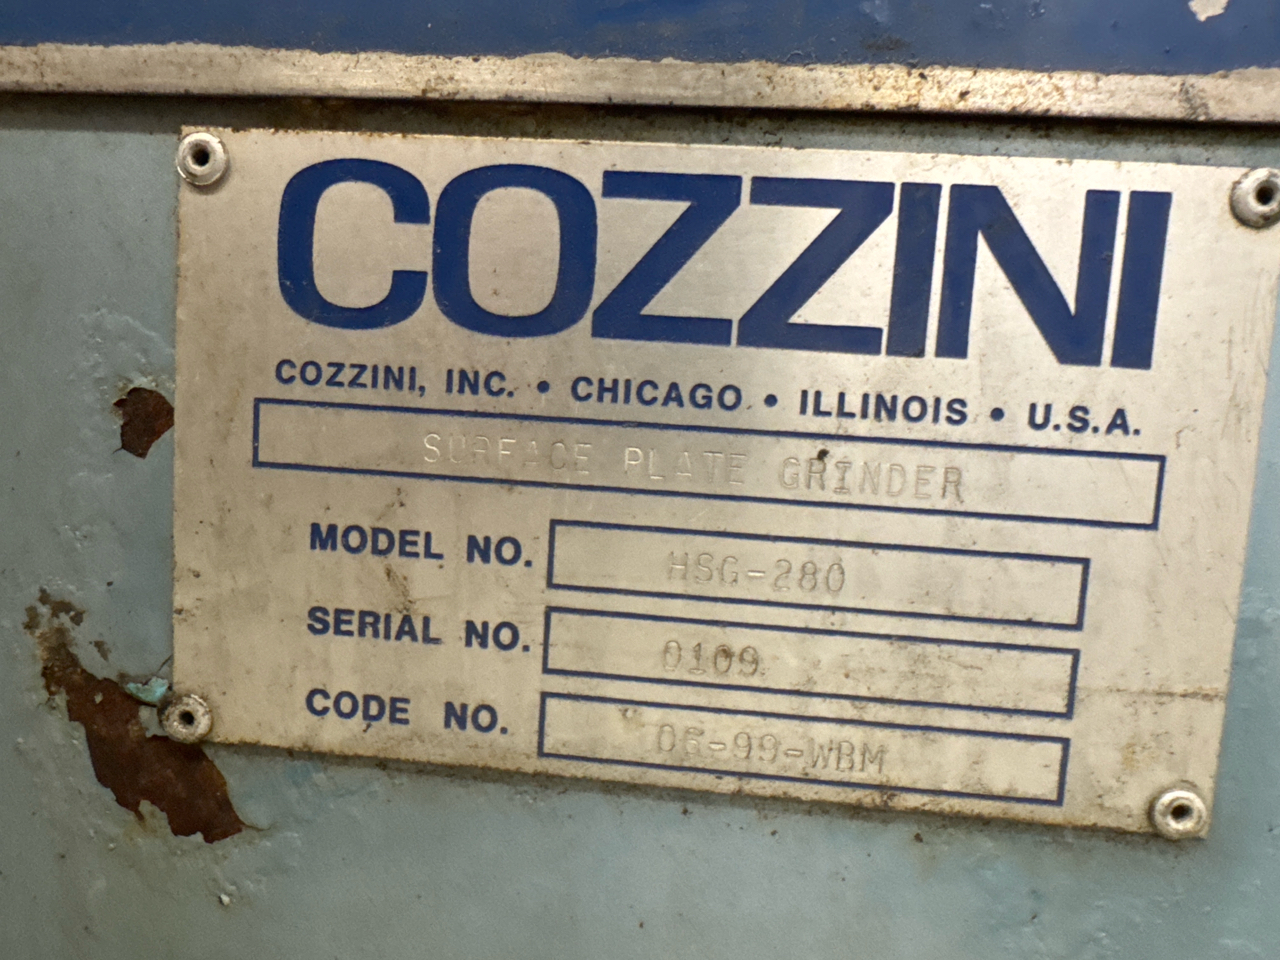 COZZINI
COZZINI, INC. • CHICAGO • ILLINOIS • U.S.A.
SURFACE PLATE GRINDER
MODEL NO. HSG-280
SERIAL NO. 0109
CODE NO. 06-99-WBM